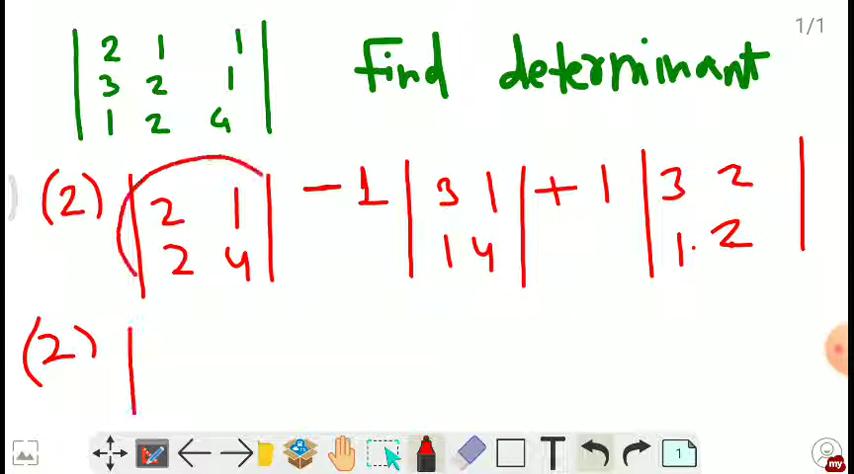 1/1
| 2 1 1 | Find determinant
| 3 2 1 |
| 1 2 4 |
(2) | 2 1 | - 1 | 3 1 | + 1 | 3 2 |
| 2 4 | | 1 4 | | 1. 2 |
(2) |
1
my